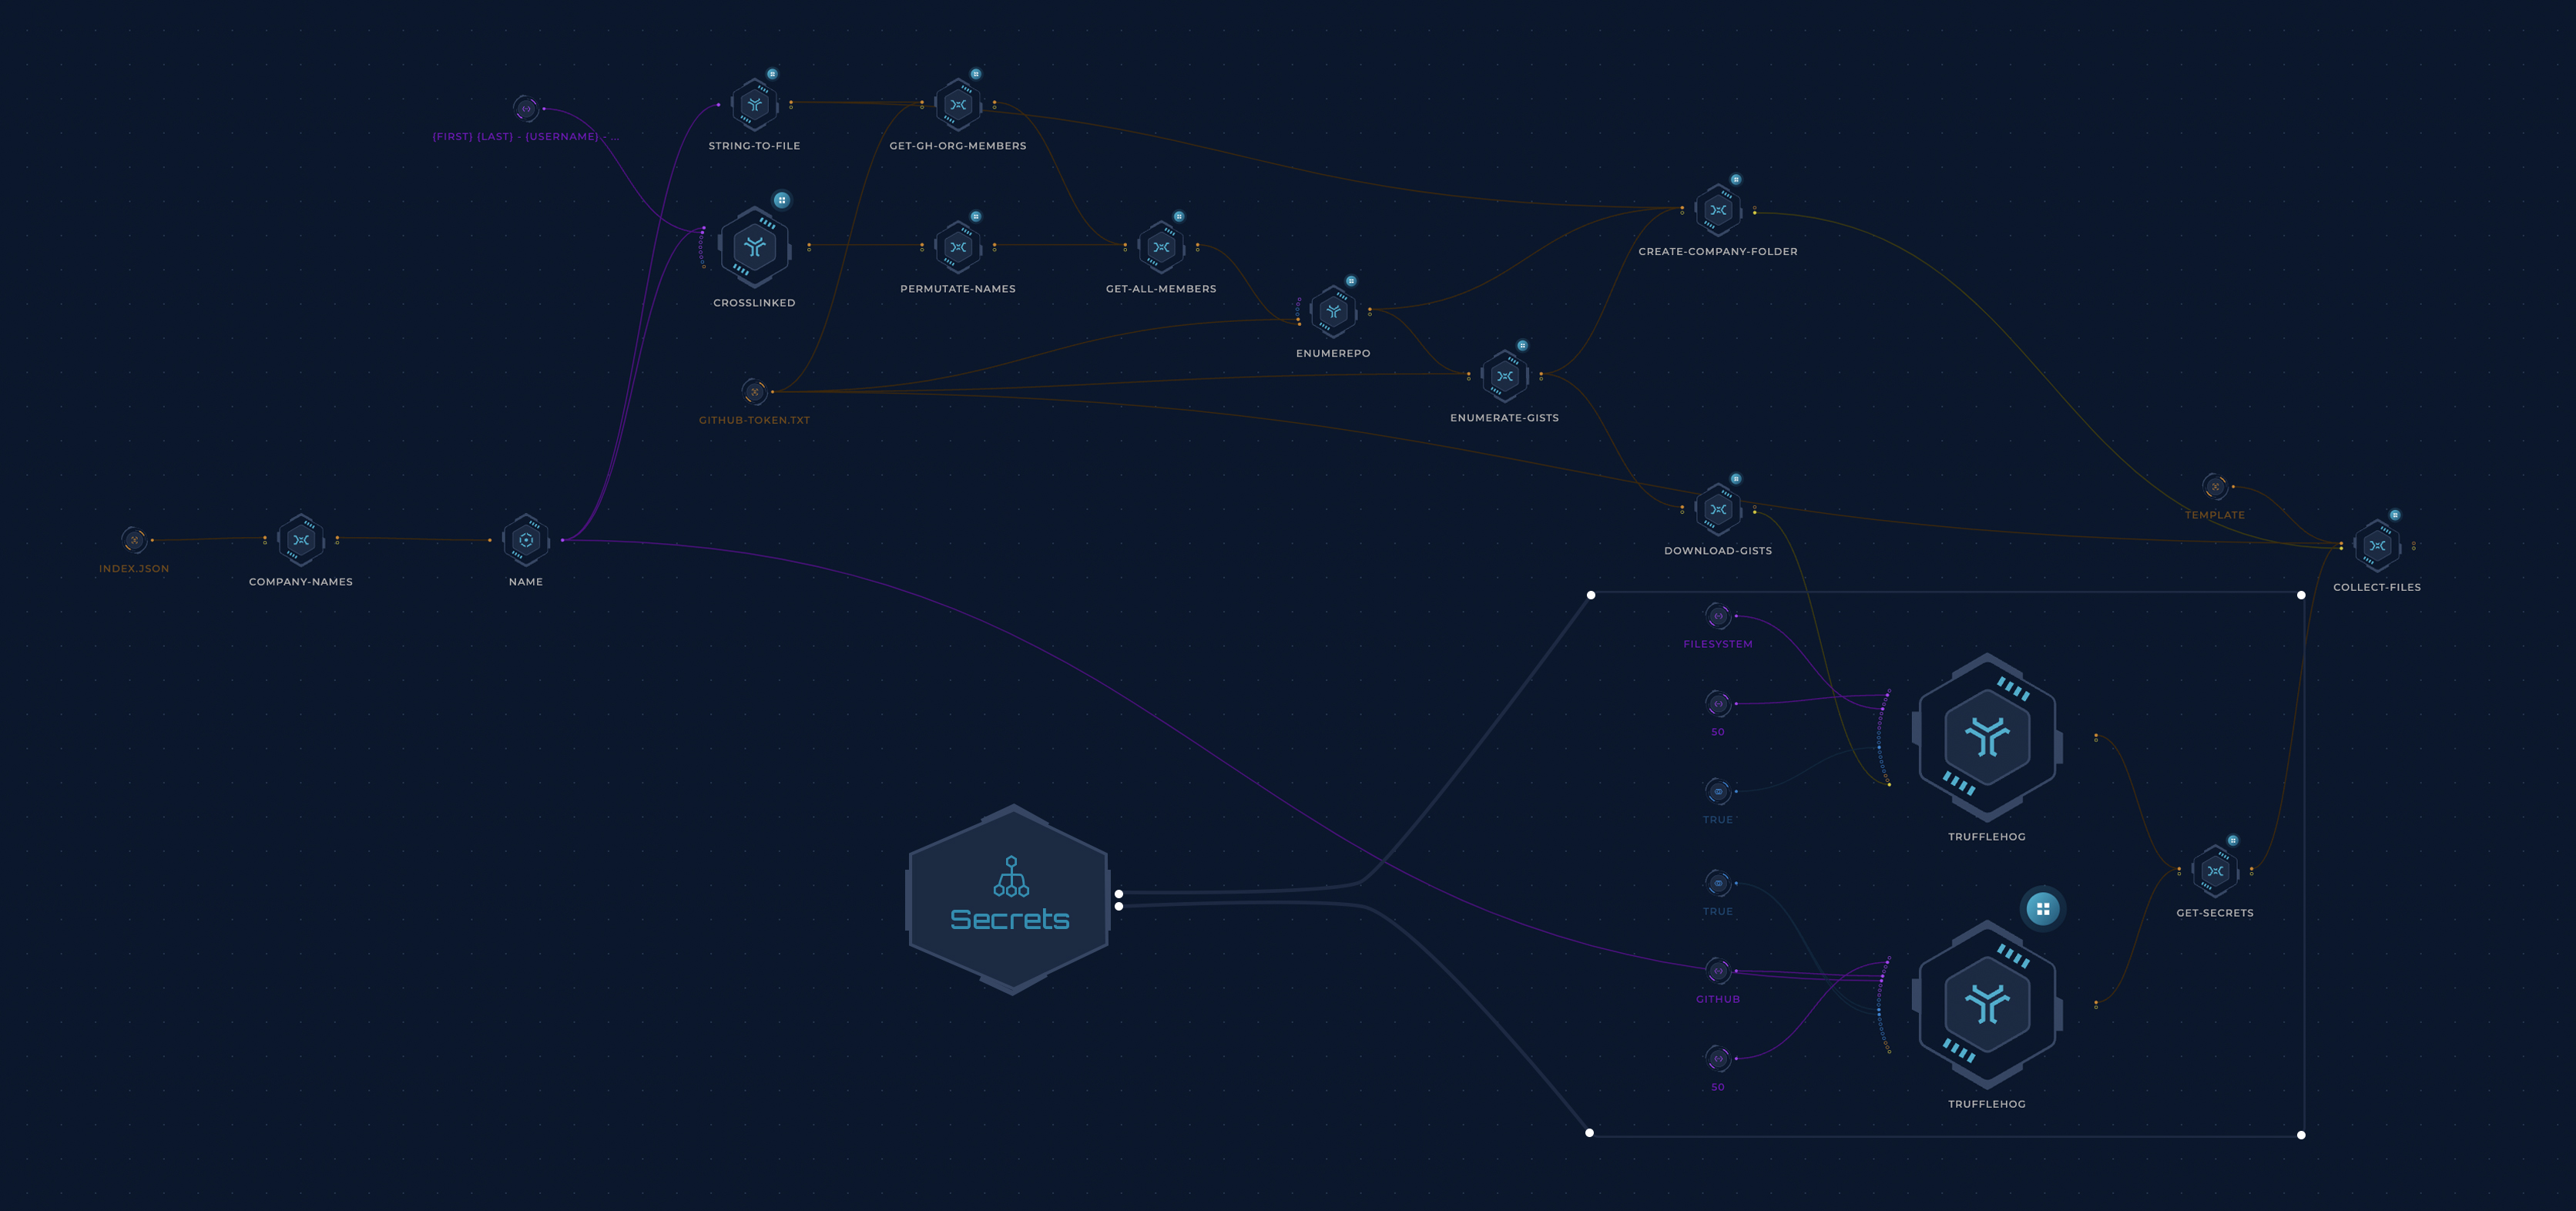 {FIRST} {LAST} - {USERNAME} - ...
STRING-TO-FILE
GET-GH-ORG-MEMBERS
CROSSLINKED
PERMUTATE-NAMES
GET-ALL-MEMBERS
CREATE-COMPANY-FOLDER
ENUMEREPO
GITHUB-TOKEN.TXT
ENUMERATE-GISTS
INDEX.JSON
COMPANY-NAMES
NAME
DOWNLOAD-GISTS
TEMPLATE
COLLECT-FILES
FILESYSTEM
50
TRUE
TRUFFLEHOG
TRUE
Secrets
GET-SECRETS
GITHUB
50
TRUFFLEHOG